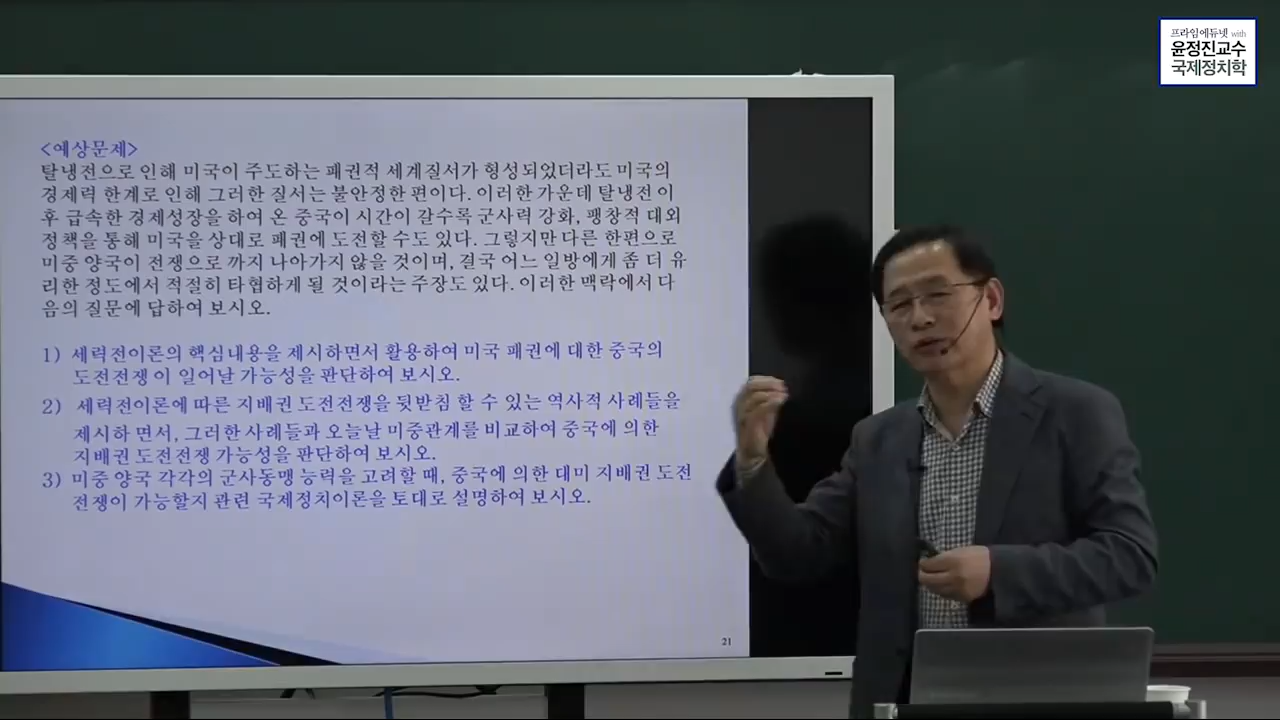 프라임에듀넷 with
윤정진교수
국제정치학
<예상문제>
탈냉전으로 인해 미국이 주도하는 패권적 세계질서가 형성되었더라도 미국의
경제력 한계로 인해 그러한 질서는 불안정한 편이다. 이러한 가운데 탈냉전 이
후 급속한 경제성장을 하여 온 중국이 시간이 갈수록 군사력 강화, 팽창적 대외
정책을 통해 미국을 상대로 패권에 도전할 수도 있다. 그렇지만 다른 한편으로
미중 양국이 전쟁으로까지 나아가지 않을 것이며, 결국 어느 일방에게 좀 더 유
리한 정도에서 적절히 타협하게 될 것이라는 주장도 있다. 이러한 맥락에서 다
음의 질문에 답하여 보시오.
1) 세력전이론의 핵심내용을 제시하면서 활용하여 미국 패권에 대한 중국의
도전전쟁이 일어날 가능성을 판단하여 보시오.
2) 세력전이론에 따른 지배권 도전전쟁을 뒷받침 할 수 있는 역사적 사례들을
제시하 면서, 그러한 사례들과 오늘날 미중관계를 비교하여 중국에 의한
지배권 도전전쟁 가능성을 판단하여 보시오.
3) 미중 양국 각각의 군사동맹 능력을 고려할 때, 중국에 의한 대미 지배권 도전
전쟁이 가능할지 관련 국제정치이론을 토대로 설명하여 보시오.
21